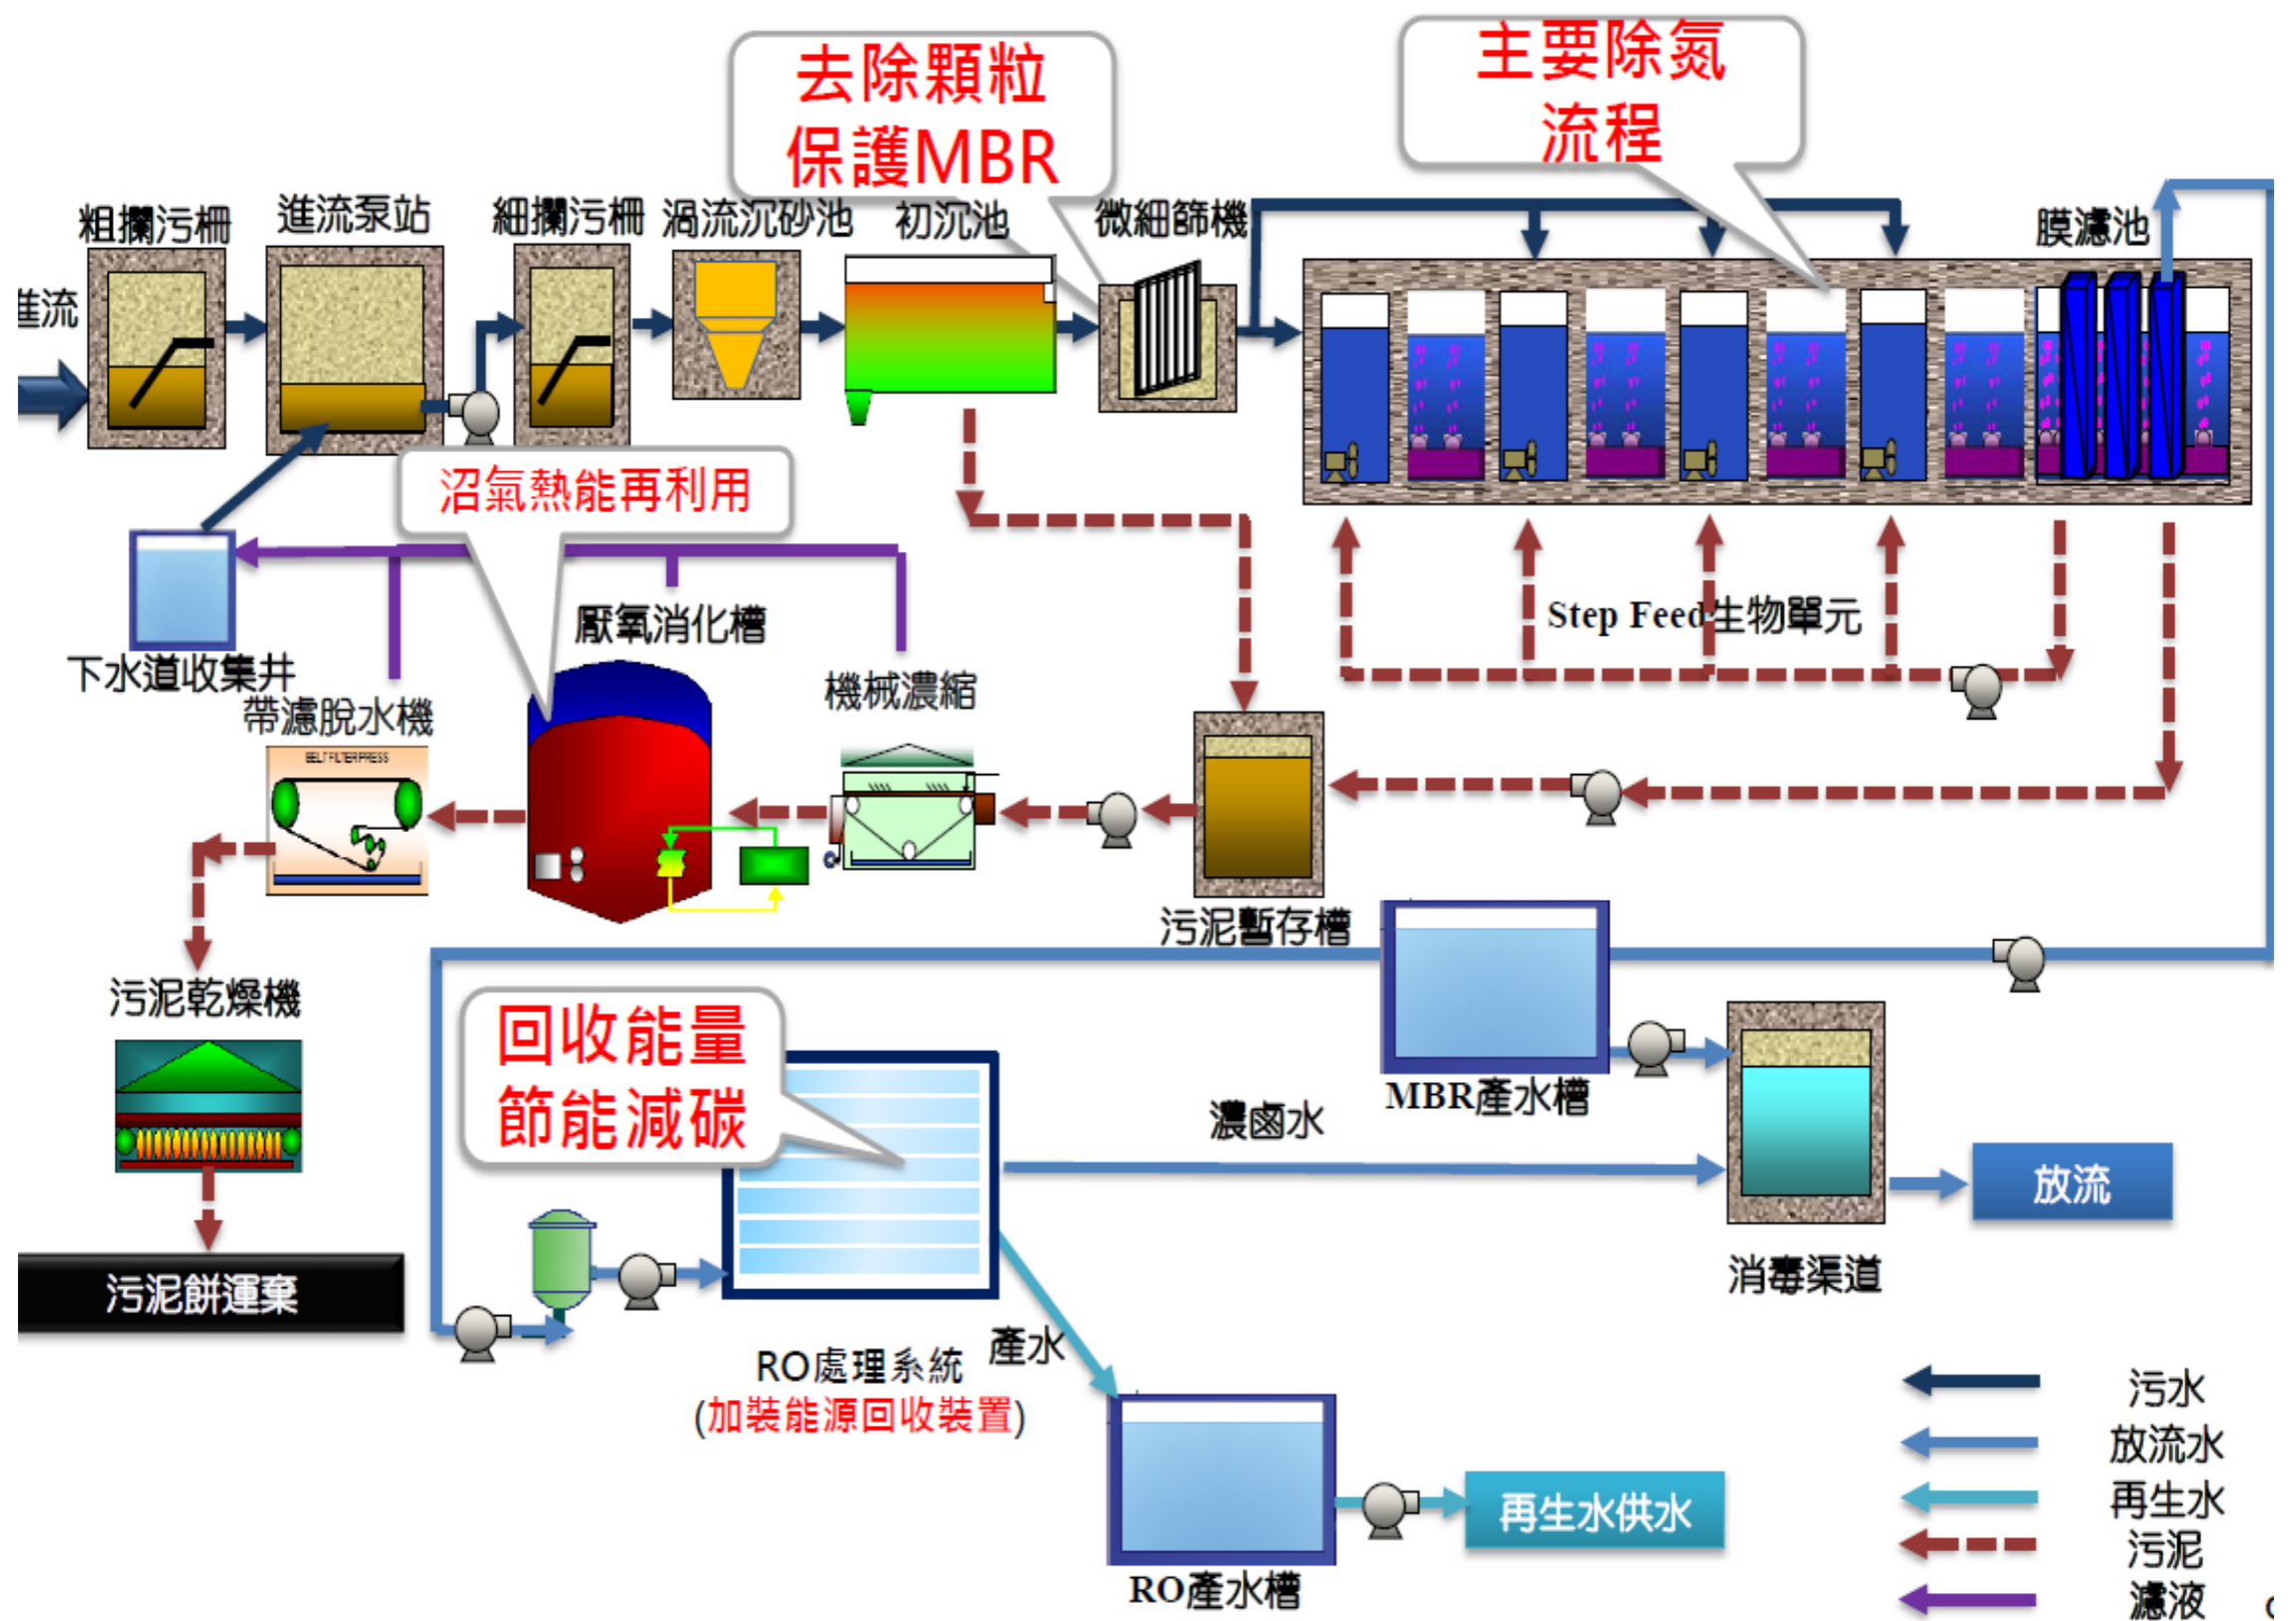 去除顆粒
保護MBR
主要除氮
流程
粗攔污柵
進流泵站
細攔污柵
渦流沉砂池
初沉池
微細篩機
膜濾池
進流
沼氣熱能再利用
厭氧消化槽
Step Feed生物單元
下水道收集井
帶濾脫水機
機械濃縮
BELT FILTER PRESS
污泥暫存槽
污泥乾燥機
回收能量
節能減碳
MBR產水槽
濃鹵水
放流
消毒渠道
污泥餅運棄
RO處理系統
(加裝能源回收裝置)
產水
再生水供水
RO產水槽
污水
放流水
再生水
污泥
濾液